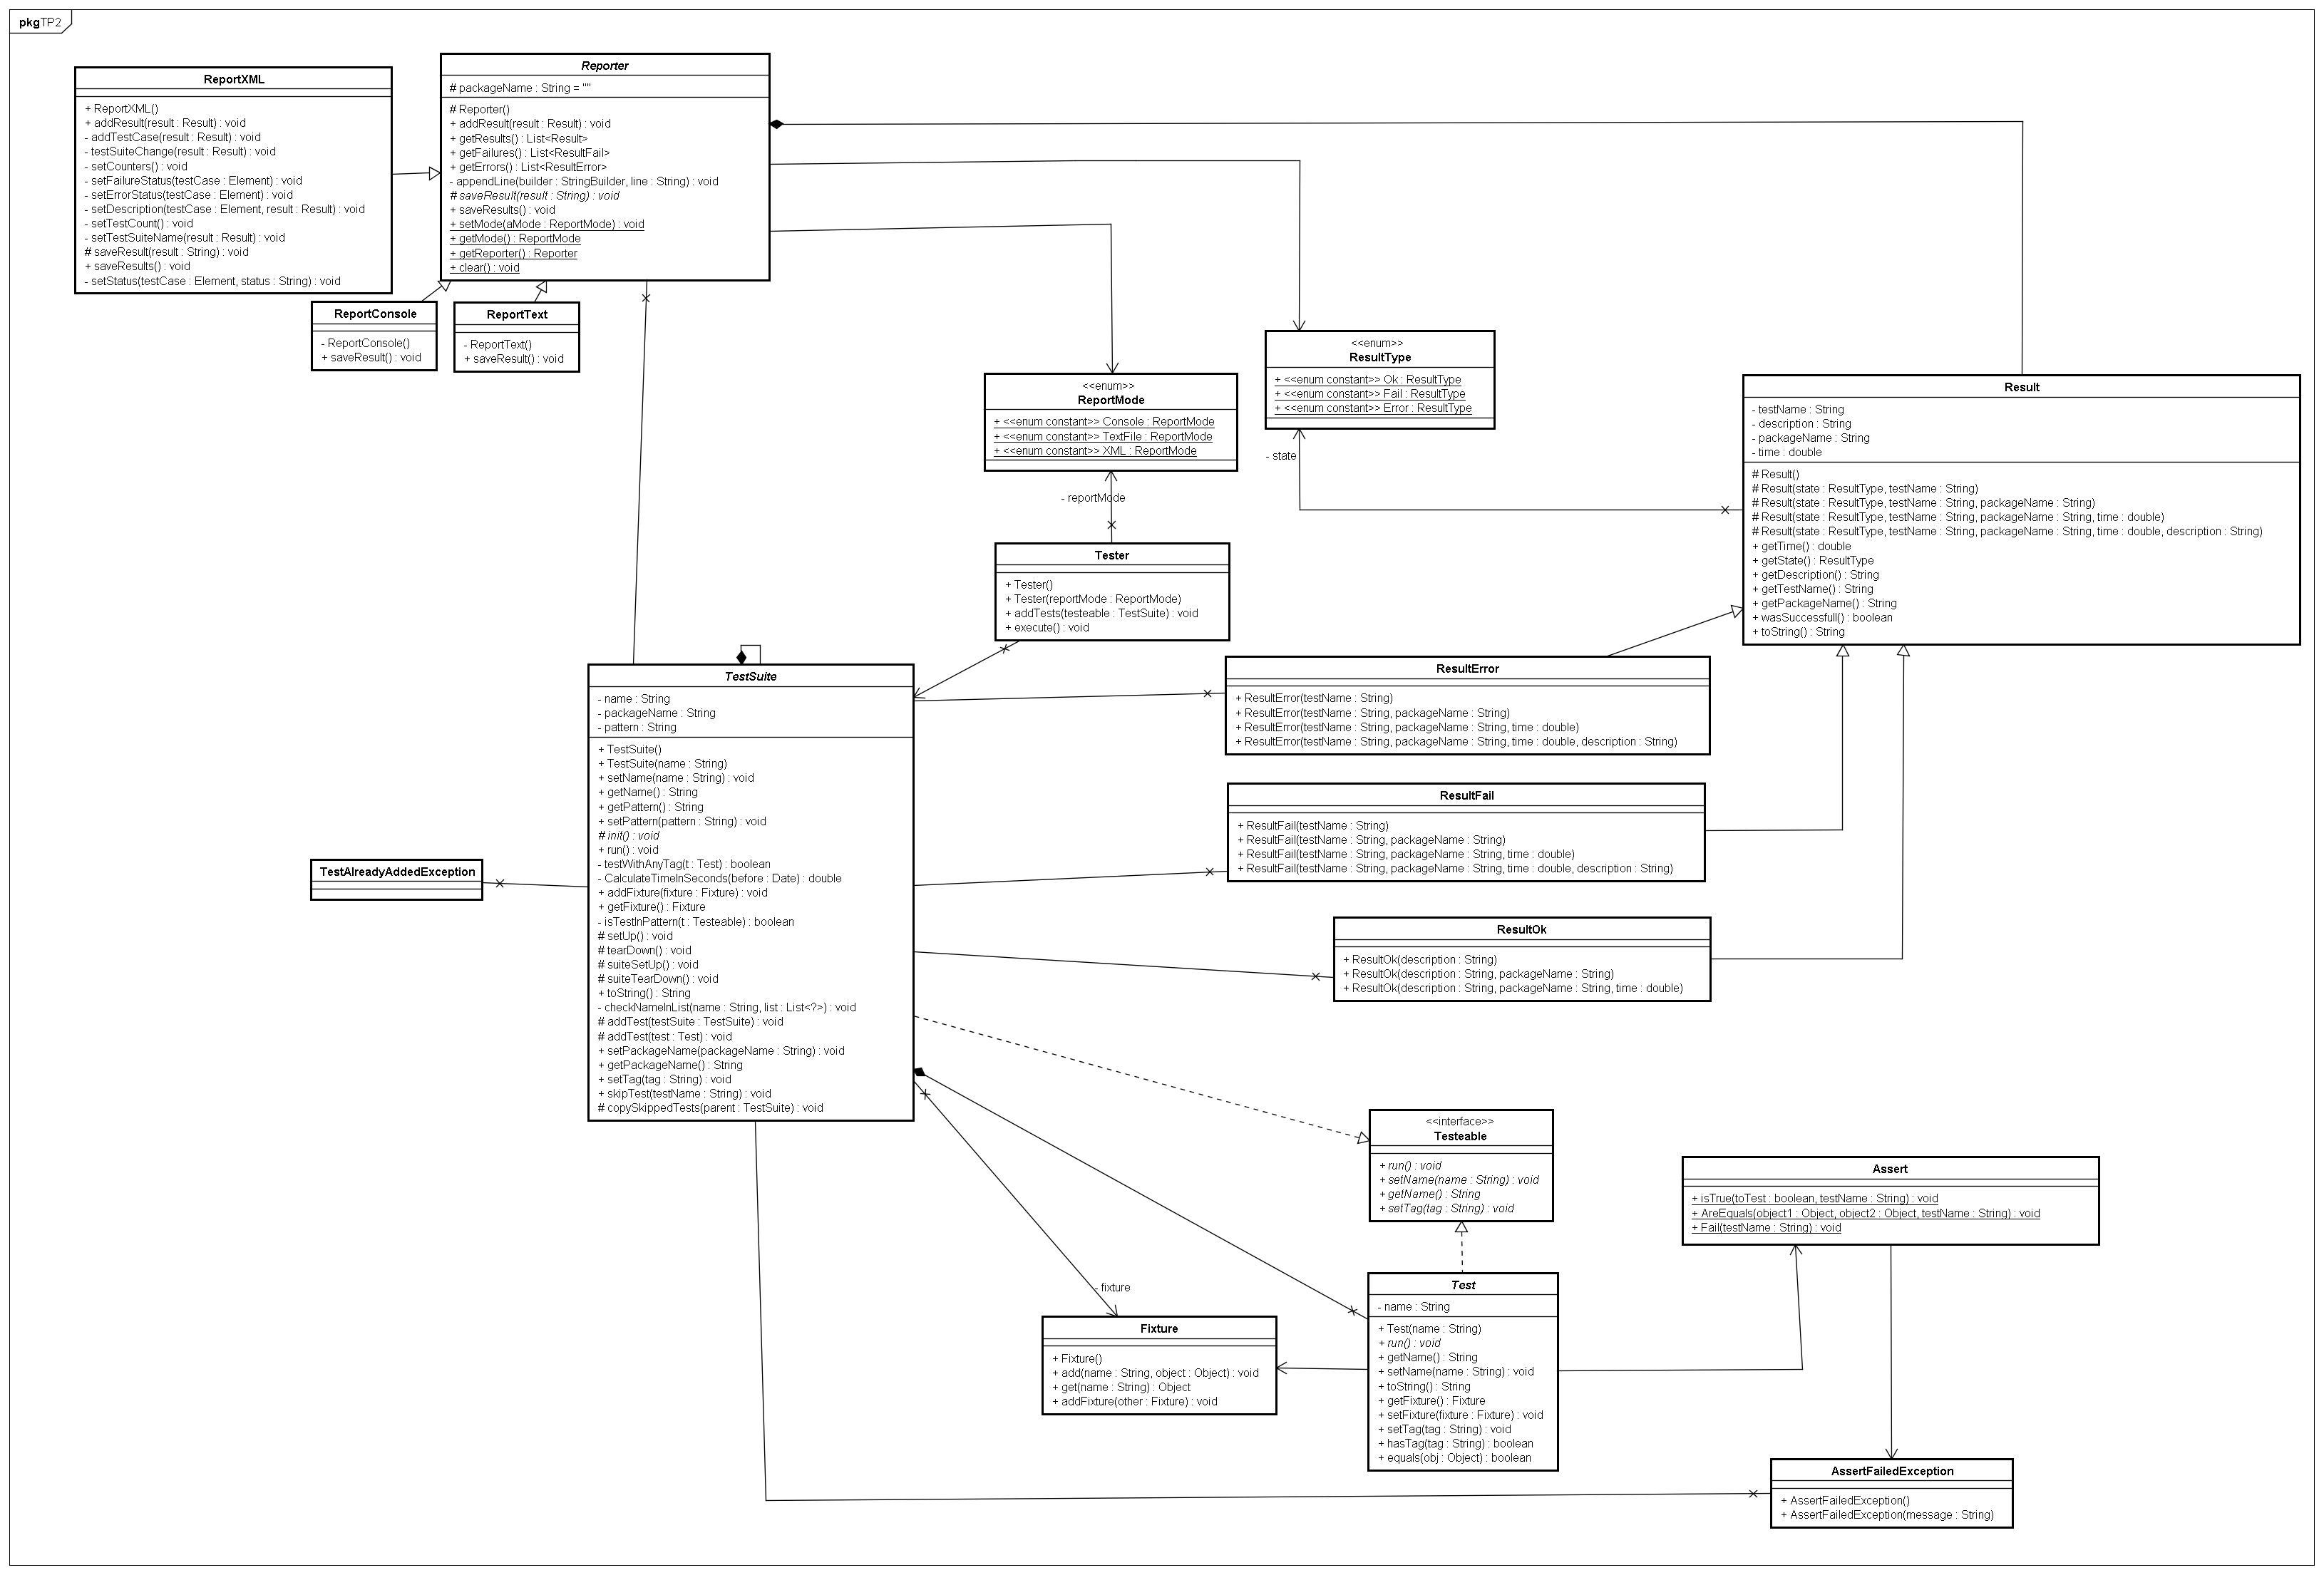 pkg TP2
ReportXML
+ ReportXML()
+ addResult(result : Result) : void
- addTestCase(result : Result) : void
- testSuiteChange(result : Result) : void
- setCounters() : void
- setFailureStatus(testCase : Element) : void
- setErrorStatus(testCase : Element) : void
- setDescription(testCase : Element, result : Result) : void
- setTestCount() : void
- setTestSuiteName(result : Result) : void
# saveResult(result : String) : void
+ saveResults() : void
- setStatus(testCase : Element, status : String) : void
Reporter
# packageName : String = ""
# Reporter()
+ addResult(result : Result) : void
+ getResults() : List<Result>
+ getFailures() : List<ResultFail>
+ getErrors() : List<ResultError>
- appendLine(builder : StringBuilder, line : String) : void
# saveResult(result : String) : void
+ saveResults() : void
+ setMode(aMode : ReportMode) : void
+ getMode() : ReportMode
+ getReporter() : Reporter
+ clear() : void
ReportConsole
- ReportConsole()
+ saveResult() : void
ReportText
- ReportText()
+ saveResult() : void
<<enum>>
ReportMode
+ <<enum constant>> Console : ReportMode
+ <<enum constant>> TextFile : ReportMode
+ <<enum constant>> XML : ReportMode
<<enum>>
ResultType
+ <<enum constant>> Ok : ResultType
+ <<enum constant>> Fail : ResultType
+ <<enum constant>> Error : ResultType
- state
- reportMode
Result
- testName : String
- description : String
- packageName : String
- time : double
# Result()
# Result(state : ResultType, testName : String)
# Result(state : ResultType, testName : String, packageName : String)
# Result(state : ResultType, testName : String, packageName : String, time : double)
# Result(state : ResultType, testName : String, packageName : String, time : double, description : String)
+ getTime() : double
+ getState() : ResultType
+ getDescription() : String
+ getTestName() : String
+ getPackageName() : String
+ wasSuccessfull() : boolean
+ toString() : String
Tester
+ Tester()
+ Tester(reportMode : ReportMode)
+ addTests(testeable : TestSuite) : void
+ execute() : void
TestSuite
- name : String
- packageName : String
- pattern : String
+ TestSuite()
+ TestSuite(name : String)
+ setName(name : String) : void
+ getName() : String
+ getPattern() : String
+ setPattern(pattern : String) : void
# init() : void
+ run() : void
- testWithAnyTag(t : Test) : boolean
- CalculateTimeInSeconds(before : Date) : double
+ addFixture(fixture : Fixture) : void
+ getFixture() : Fixture
- isTestInPattern(t : Testeable) : boolean
# setUp() : void
# tearDown() : void
# suiteSetUp() : void
# suiteTearDown() : void
+ toString() : String
- checkNameInList(name : String, list : List<?>) : void
# addTest(testSuite : TestSuite) : void
# addTest(test : Test) : void
+ setPackageName(packageName : String) : void
+ getPackageName() : String
+ setTag(tag : String) : void
+ skipTest(testName : String) : void
# copySkippedTests(parent : TestSuite) : void
ResultError
+ ResultError(testName : String)
+ ResultError(testName : String, packageName : String)
+ ResultError(testName : String, packageName : String, time : double)
+ ResultError(testName : String, packageName : String, time : double, description : String)
ResultFail
+ ResultFail(testName : String)
+ ResultFail(testName : String, packageName : String)
+ ResultFail(testName : String, packageName : String, time : double)
+ ResultFail(testName : String, packageName : String, time : double, description : String)
TestAlreadyAddedException
ResultOk
+ ResultOk(description : String)
+ ResultOk(description : String, packageName : String)
+ ResultOk(description : String, packageName : String, time : double)
<<interface>>
Testeable
+ run() : void
+ setName(name : String) : void
+ getName() : String
+ setTag(tag : String) : void
Assert
+ isTrue(toTest : boolean, testName : String) : void
+ AreEquals(object1 : Object, object2 : Object, testName : String) : void
+ Fail(testName : String) : void
- fixture
Fixture
+ Fixture()
+ add(name : String, object : Object) : void
+ get(name : String) : Object
+ addFixture(other : Fixture) : void
Test
- name : String
+ Test(name : String)
+ run() : void
+ getName() : String
+ setName(name : String) : void
+ toString() : String
+ getFixture() : Fixture
+ setFixture(fixture : Fixture) : void
+ setTag(tag : String) : void
+ hasTag(tag : String) : boolean
+ equals(obj : Object) : boolean
AssertFailedException
+ AssertFailedException()
+ AssertFailedException(message : String)